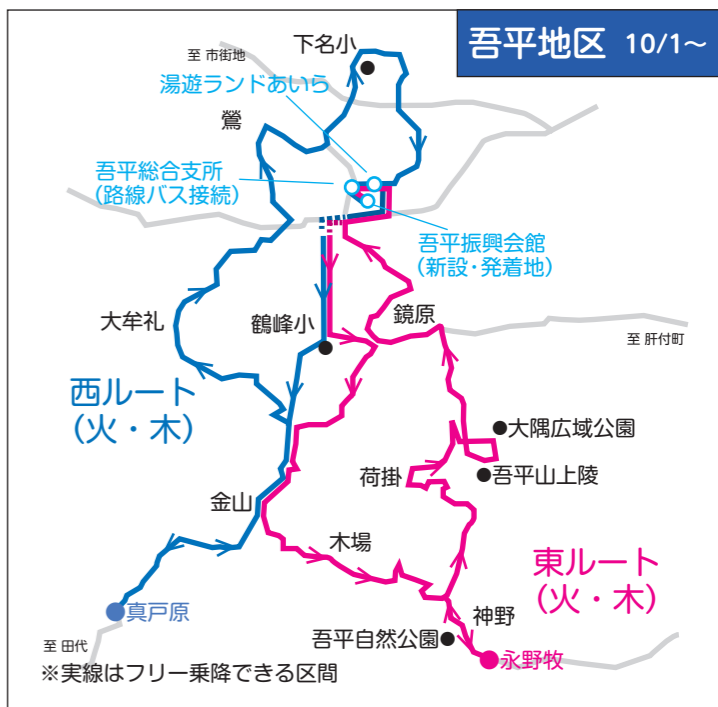 吾平地区 10/1～
下名小
至 市街地
湯遊ランドあいら
鶯
吾平総合支所
（路線バス接続）
吾平振興会館
（新設・発着地）
大牟礼
鶴峰小
鏡原
至 肝付町
西ルート
（火・木）
大隅広域公園
荷掛
吾平山上陵
金山
木場
東ルート
（火・木）
真戸原
神野
吾平自然公園
至 田代
永野牧
※実線はフリー乗降できる区間